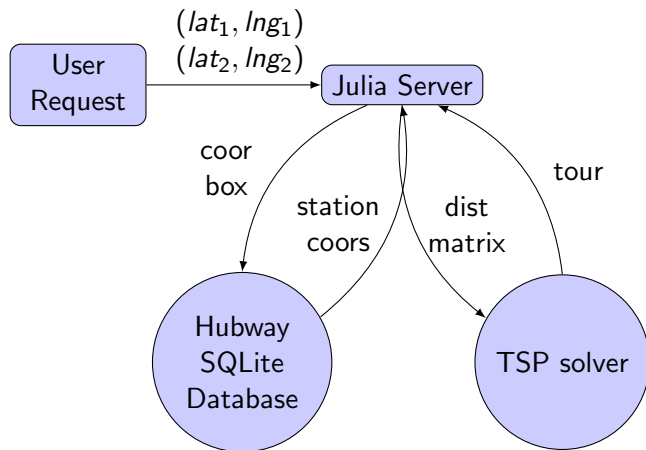 (lat₁, lng₁)
(lat₂, lng₂)
User
Request
Julia Server
coor
box
station
coors
dist
matrix
tour
Hubway
SQLite
Database
TSP solver